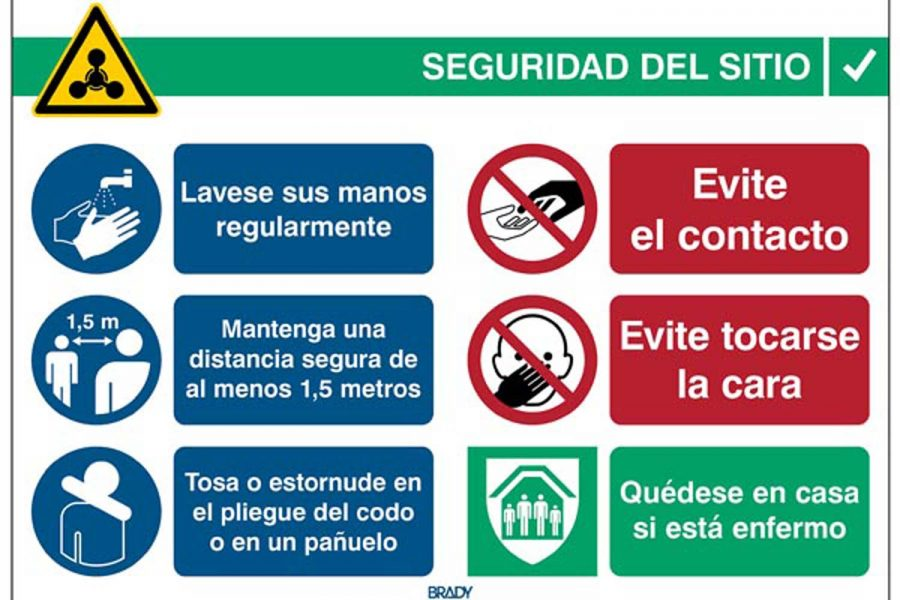 SEGURIDAD DEL SITIO
Lavese sus manos
regularmente
Evite
el contacto
1,5 m
Mantenga una
distancia segura de
al menos 1,5 metros
Evite tocarse
la cara
Tosa o estornude en
el pliegue del codo
o en un pañuelo
Quédese en casa
si está enfermo
BRADY